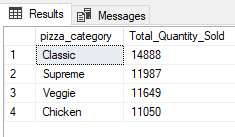 Results Messages
pizza_category Total_Quantity_Sold
1 Classic 14888
2 Supreme 11987
3 Veggie 11649
4 Chicken 11050